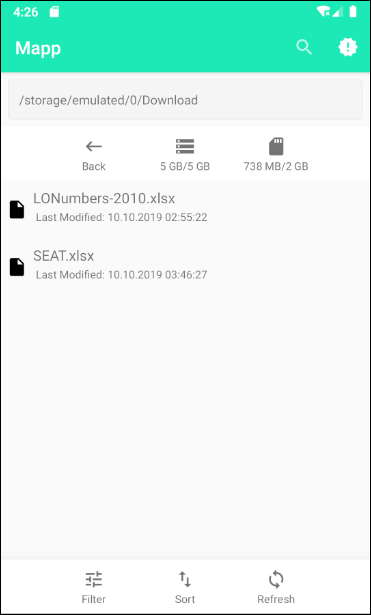 4:26
Mapp
/storage/emulated/0/Download
Back
5 GB/5 GB
738 MB/2 GB
LONumbers-2010.xlsx
Last Modified: 10.10.2019 02:55:22
SEAT.xlsx
Last Modified: 10.10.2019 03:46:27
Filter
Sort
Refresh